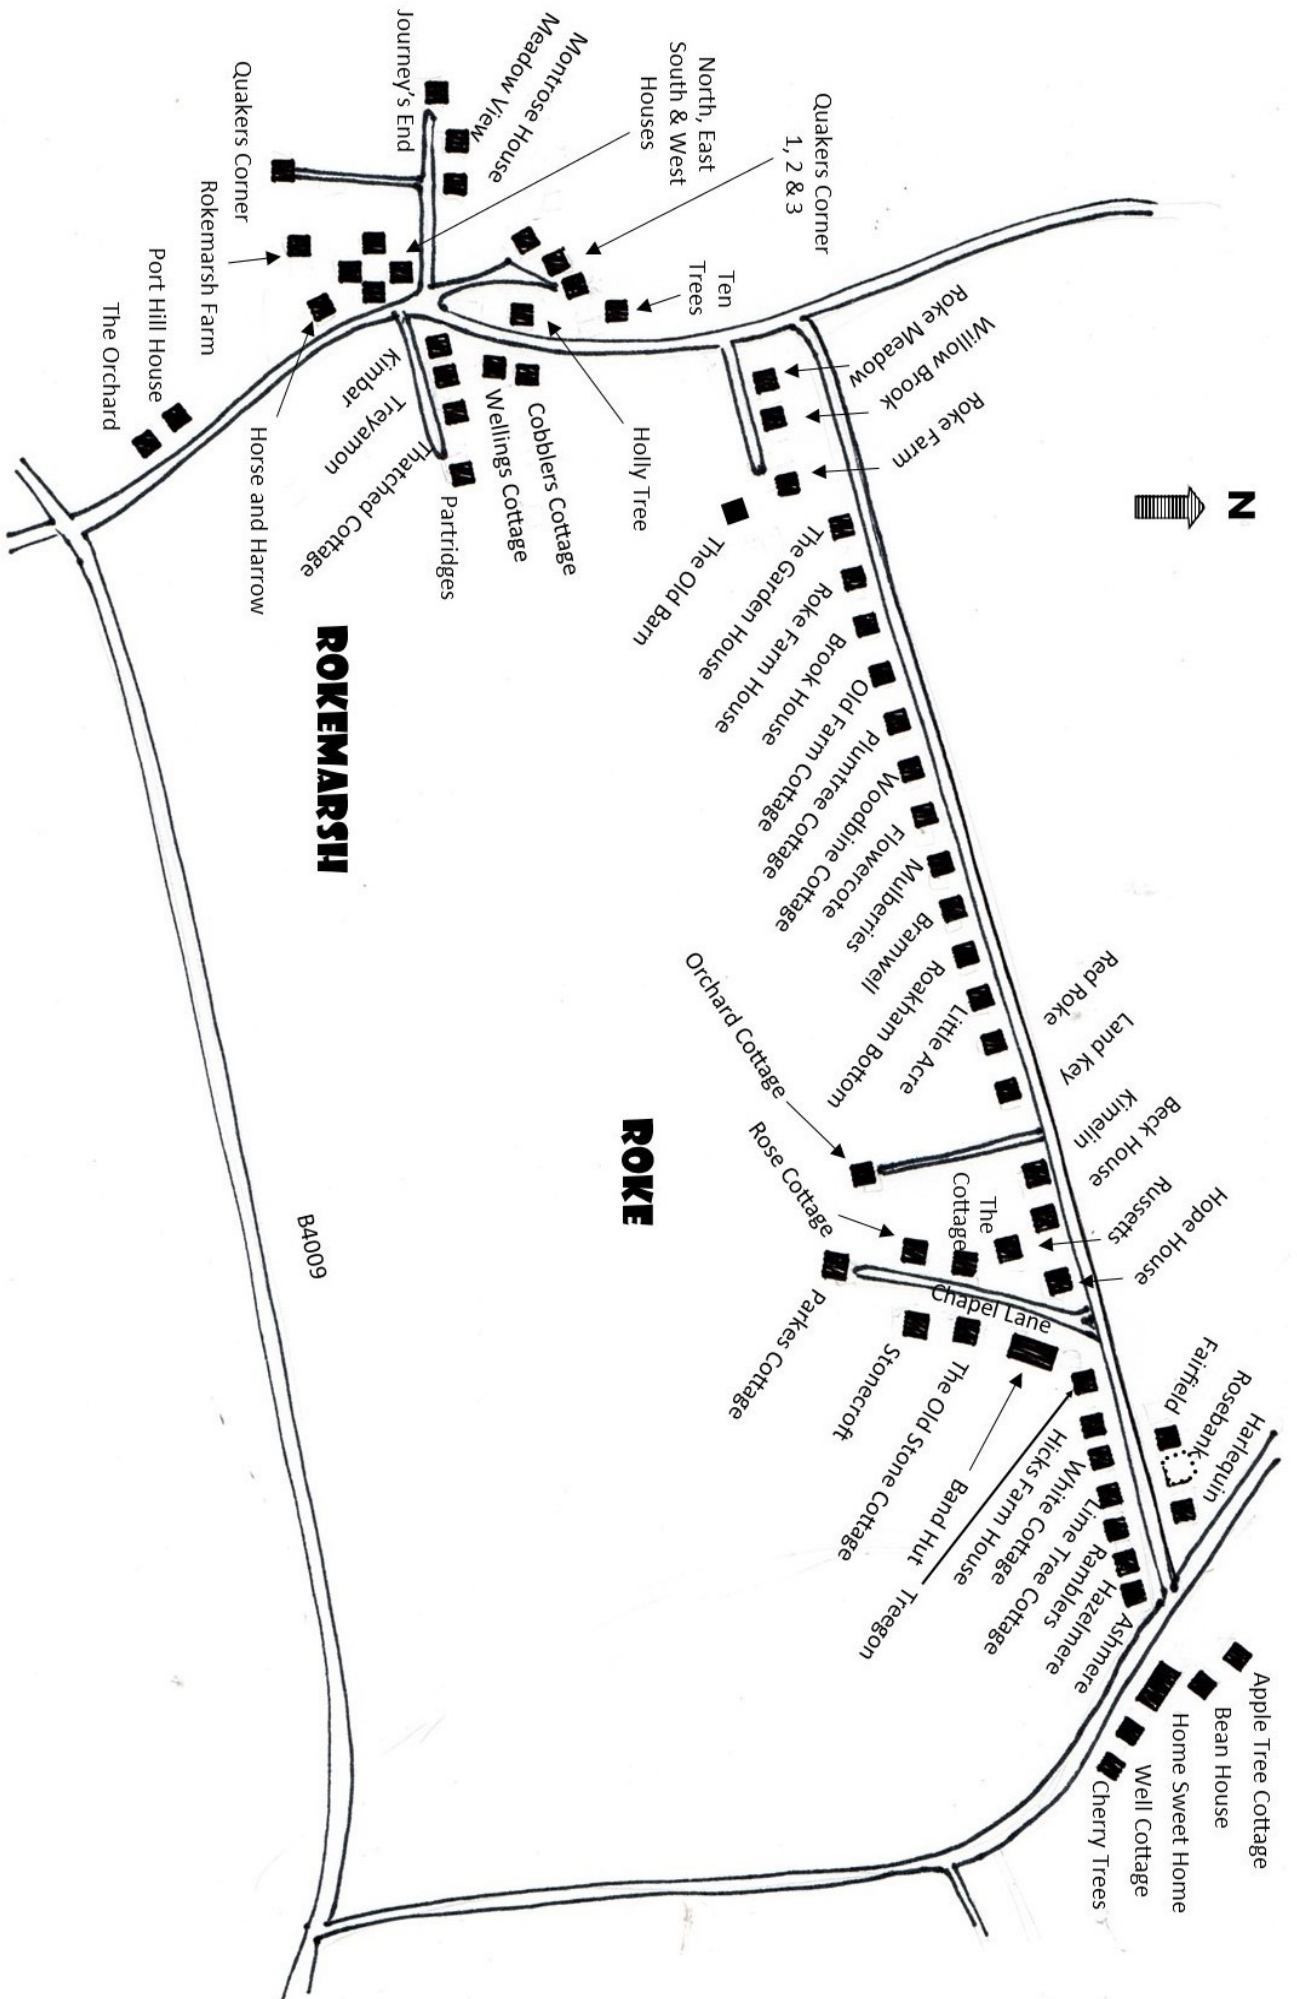 N
Journey's End
Meadow View
Montrose House
North, East
South & West
Houses
Quakers Corner
1, 2 & 3
Ten
Trees
Quakers Corner
Rokemarsh Farm
Port Hill House
The Orchard
Horse and Harrow
Kimbar
Treyamon
Thatched Cottage
Partridges
Wellings Cottage
Cobblers Cottage
Holly Tree
Roke Meadow
Willow Brook
Roke Farm
The Old Barn
The Garden House
Roke Farm House
Brook House
Old Farm Cottage
Plumtree Cottage
Woodbine Cottage
Flowercote
Mulberries
Bramwell
Roakham Bottom
Little Acre
Red Roke
Land Key
Kimelin
Beck House
Russetts
Hope House
Orchard Cottage
Rose Cottage
The
Cottage
Chapel Lane
Parkes Cottage
Stonecroft
The Old Stone Cottage
Band Hut
Treegon
Hicks Farm House
White Cottage
Lime Tree Cottage
Ramblers
Hazelmere
Ashmere
Fairfield
Rosebank
Harlequin
Apple Tree Cottage
Bean House
Home Sweet Home
Well Cottage
Cherry Trees
ROKEMARSH
ROKE
B4009